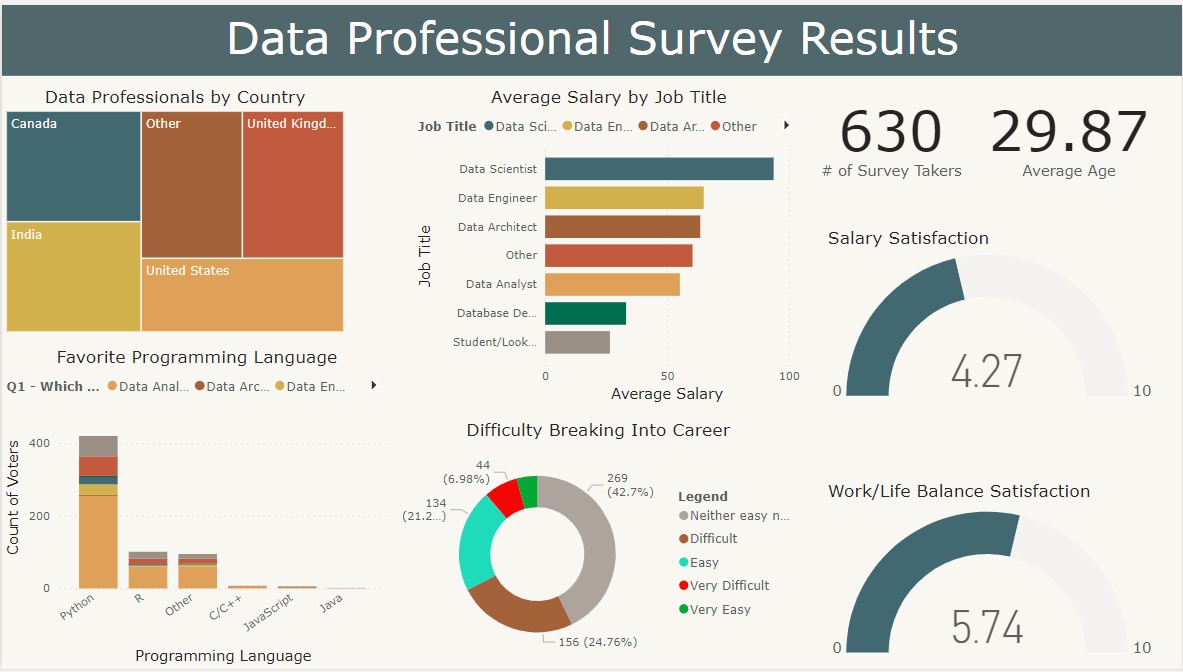 Data Professional Survey Results
Data Professionals by Country
Canada
Other
United Kingd...
India
United States
Average Salary by Job Title
Job Title Data Sci... Data En... Data Ar... Other
Job Title
Data Scientist
Data Engineer
Data Architect
Other
Data Analyst
Database De...
Student/Look...
0 50 100
Average Salary
630
# of Survey Takers
29.87
Average Age
Salary Satisfaction
4.27
0 10
Favorite Programming Language
Q1 - Which ... Data Anal... Data Arc... Data En...
Count of Voters
400
200
0
Python R Other C/C++ JavaScript Java
Programming Language
Difficulty Breaking Into Career
44
(6.98%)
269
(42.7%)
134
(21.2...)
156 (24.76%)
Legend
Neither easy n...
Difficult
Easy
Very Difficult
Very Easy
Work/Life Balance Satisfaction
5.74
0 10